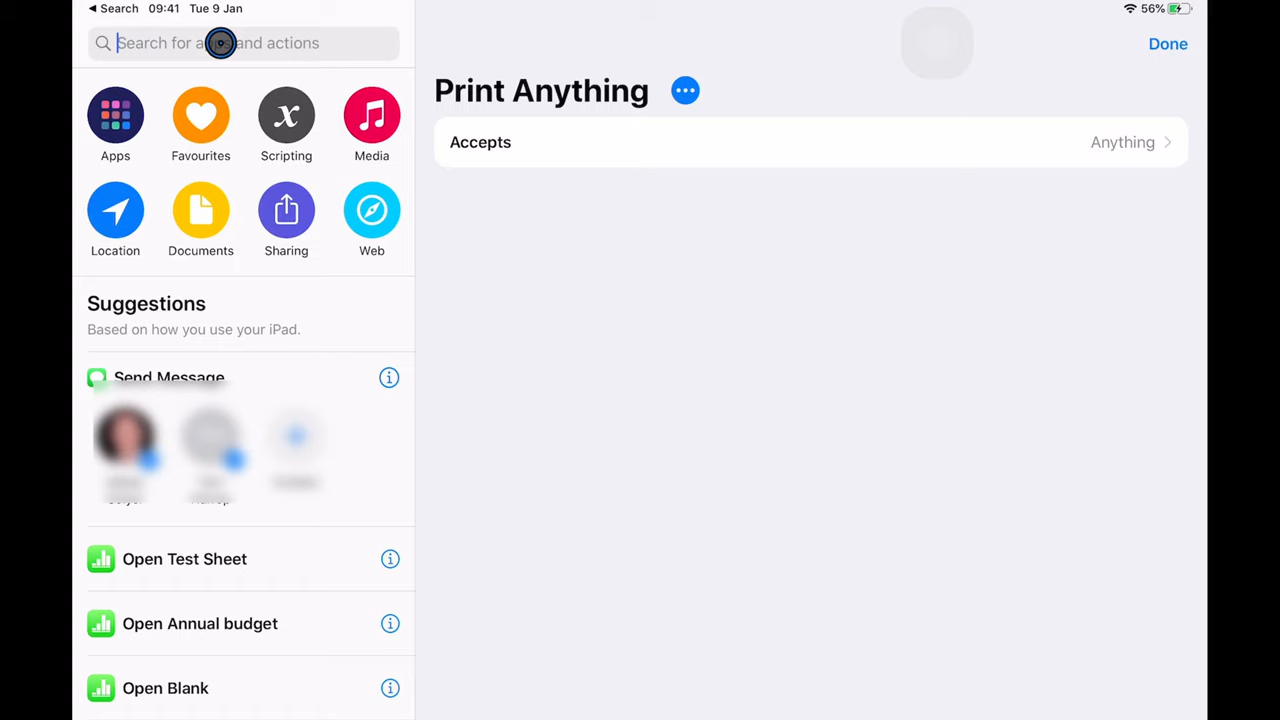 Search 09:41 Tue 9 Jan 56%
Search for apps and actions
Done
Print Anything
Accepts Anything
Apps Favourites Scripting Media
Location Documents Sharing Web
Suggestions
Based on how you use your iPad.
Send Message
Open Test Sheet
Open Annual budget
Open Blank